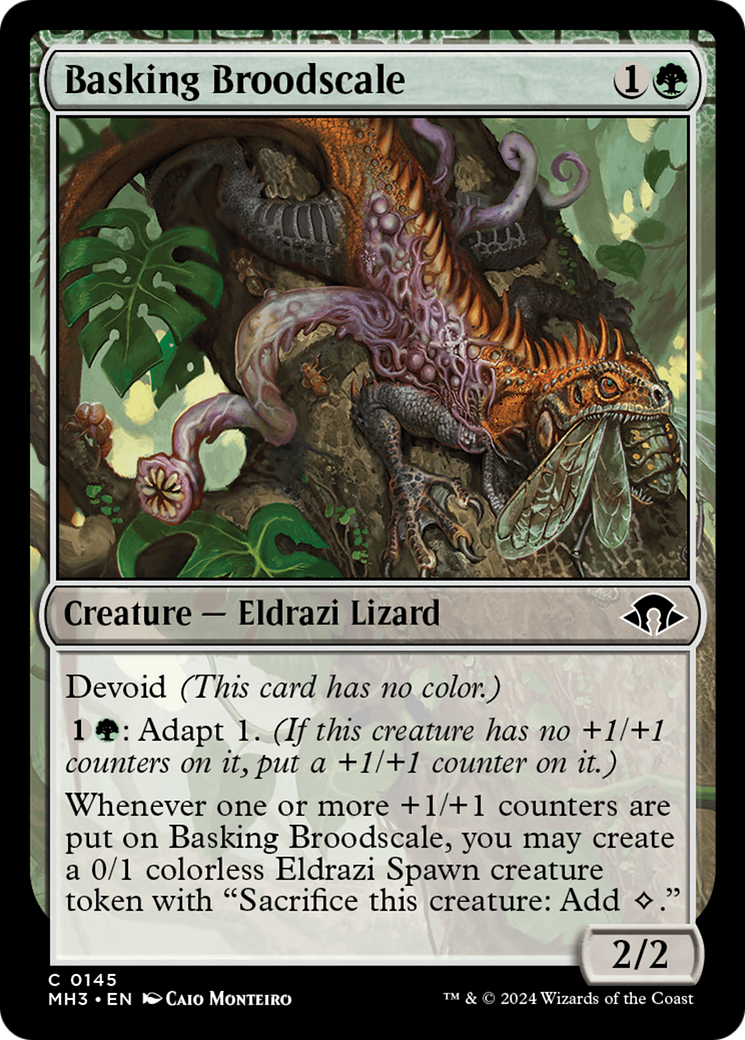 Basking Broodscale 1
Creature — Eldrazi Lizard
Devoid (This card has no color.)
1 : Adapt 1. (If this creature has no +1/+1
counters on it, put a +1/+1 counter on it.)
Whenever one or more +1/+1 counters are
put on Basking Broodscale, you may create
a 0/1 colorless Eldrazi Spawn creature
token with “Sacrifice this creature: Add .”
2/2
C 0145
MH3 • EN Caio Monteiro
™ & © 2024 Wizards of the Coast